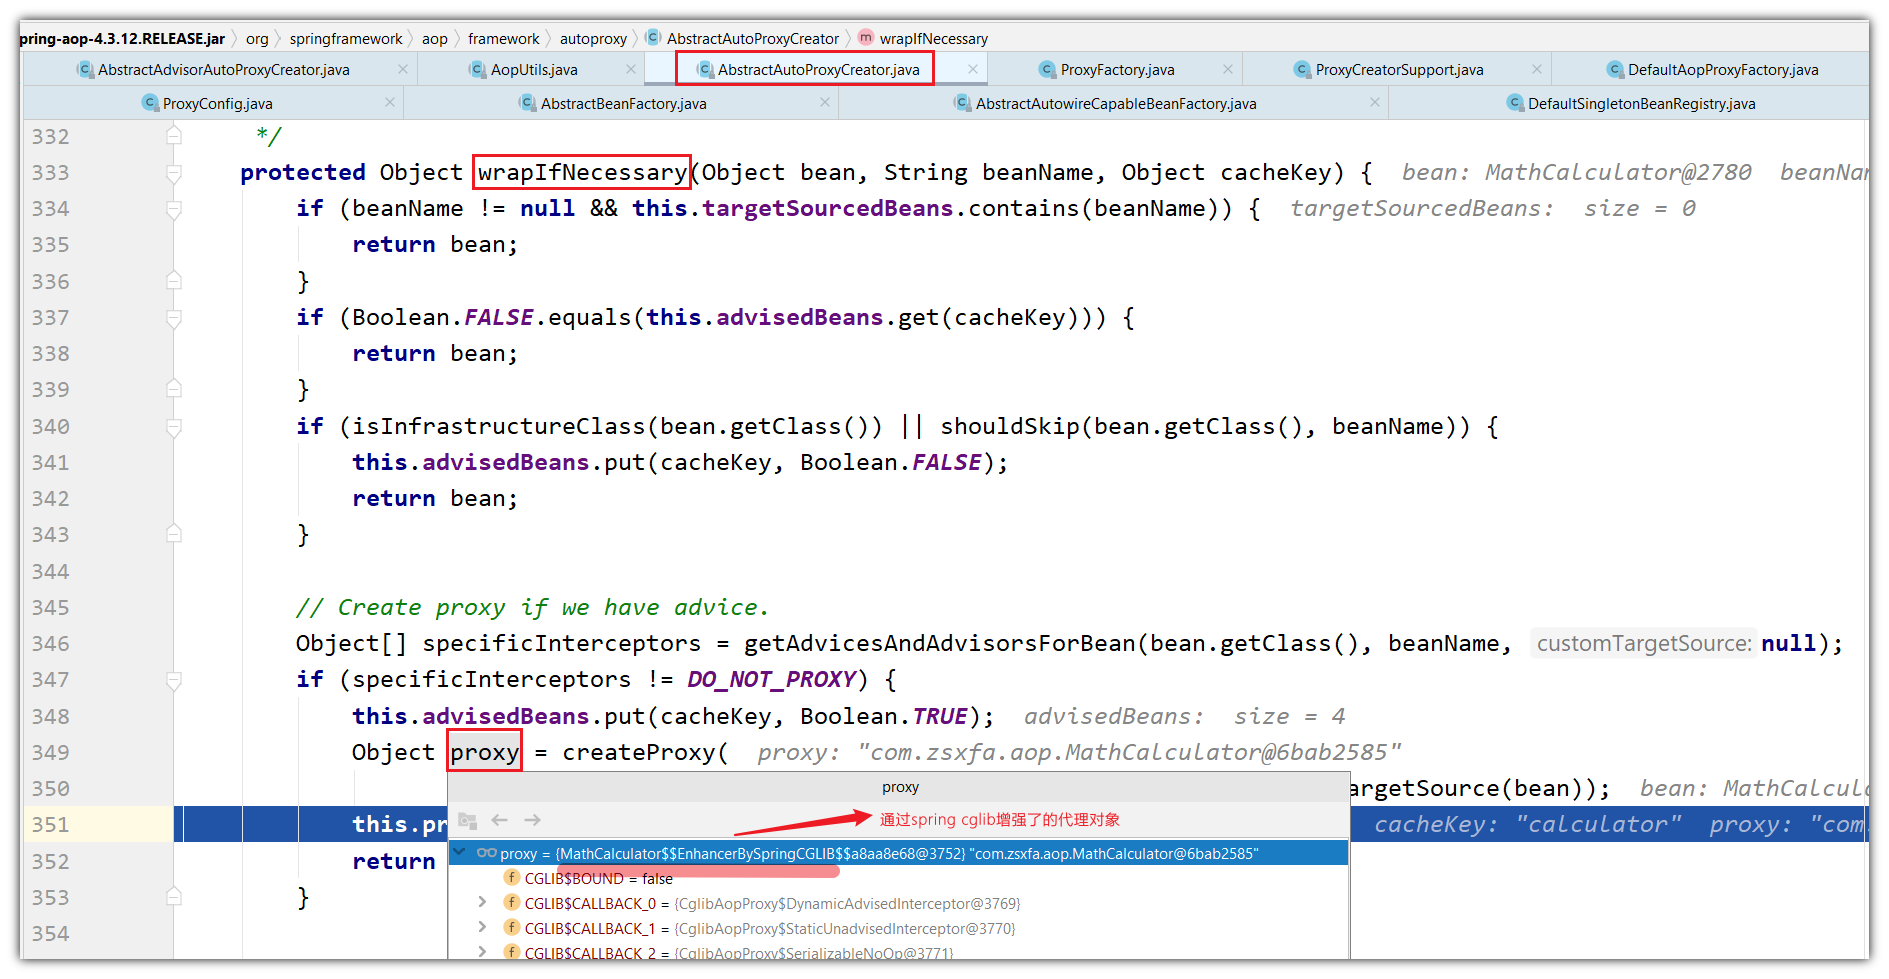 pring-aop-4.3.12.RELEASE.jar org springframework aop framework autoproxy AbstractAutoProxyCreator wrapIfNecessary
AbstractAdvisorAutoProxyCreator.java AopUtils.java AbstractAutoProxyCreator.java ProxyFactory.java ProxyCreatorSupport.java DefaultAopProxyFactory.java
ProxyConfig.java AbstractBeanFactory.java AbstractAutowireCapableBeanFactory.java DefaultSingletonBeanRegistry.java
332 */
333 protected Object wrapIfNecessary(Object bean, String beanName, Object cacheKey) { bean: MathCalculator@2780 beanNam
334 if (beanName != null && this.targetSourcedBeans.contains(beanName)) { targetSourcedBeans: size = 0
335 return bean;
336 }
337 if (Boolean.FALSE.equals(this.advisedBeans.get(cacheKey))) {
338 return bean;
339 }
340 if (isInfrastructureClass(bean.getClass()) || shouldSkip(bean.getClass(), beanName)) {
341 this.advisedBeans.put(cacheKey, Boolean.FALSE);
342 return bean;
343 }
344
345 // Create proxy if we have advice.
346 Object[] specificInterceptors = getAdvicesAndAdvisorsForBean(bean.getClass(), beanName, customTargetSource: null);
347 if (specificInterceptors != DO_NOT_PROXY) {
348 this.advisedBeans.put(cacheKey, Boolean.TRUE); advisedBeans: size = 4
349 Object proxy = createProxy( proxy: "com.zsxfa.aop.MathCalculator@6bab2585"
proxy
350 argetSource(bean)); bean: MathCalcul
351 this.pr cacheKey: "calculator" proxy: "com.
通过spring cglib增强了的代理对象
352 return
proxy = {MathCalculator$$EnhancerBySpringCGLIB$$a8aa8e68@3752} "com.zsxfa.aop.MathCalculator@6bab2585"
CGLIB$BOUND = false
353 }
CGLIB$CALLBACK_0 = {CglibAopProxy$DynamicAdvisedInterceptor@3769}
354
CGLIB$CALLBACK_1 = {CglibAopProxy$StaticUnadvisedInterceptor@3770}
CGLIB$CALLBACK_2 = {CglibAopProxy$SerializableNoOp@3771}